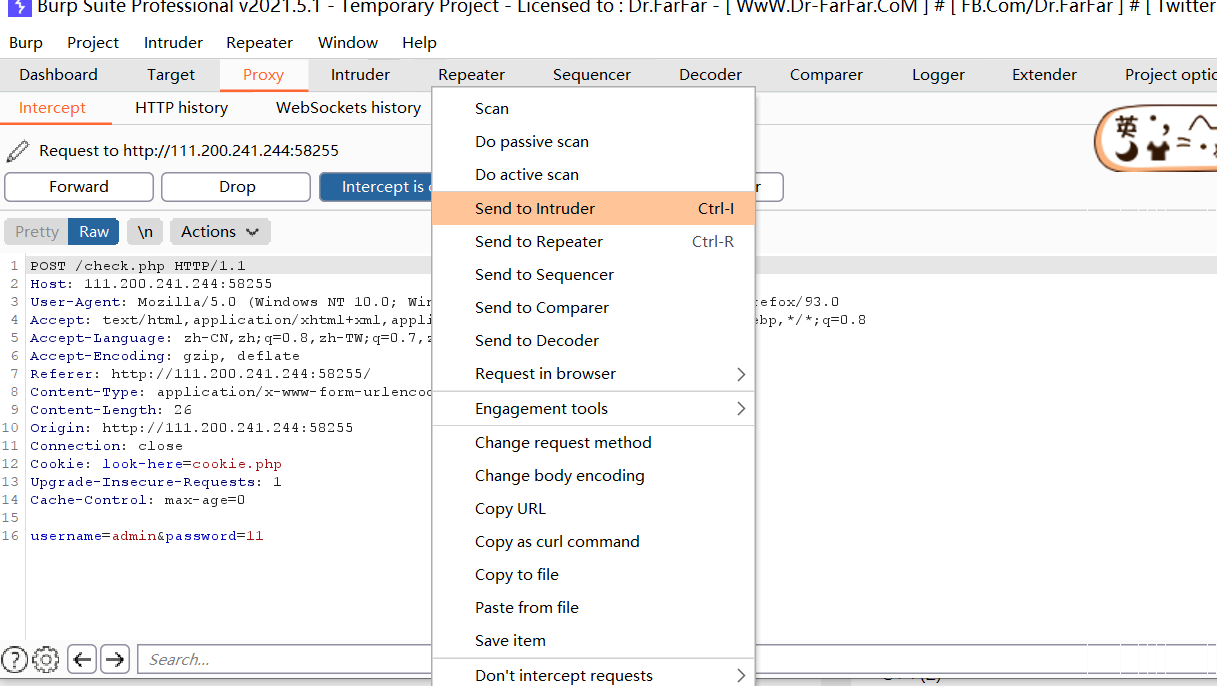 Burp Suite Professional v2021.5.1 - Temporary Project - Licensed to : Dr.FarFar - [ WwW.Dr-FarFar.CoM ] # [ FB.Com/Dr.FarFar ] # [ Twitter
Burp Project Intruder Repeater Window Help
Dashboard Target Proxy Intruder Repeater Sequencer Decoder Comparer Logger Extender Project optio
Intercept HTTP history WebSockets history
英
Request to http://111.200.241.244:58255
Forward Drop Intercept is
Pretty Raw \n Actions
1 POST /check.php HTTP/1.1
2 Host: 111.200.241.244:58255
3 User-Agent: Mozilla/5.0 (Windows NT 10.0; Win refox/93.0
4 Accept: text/html,application/xhtml+xml,appli ebp,*/*;q=0.8
5 Accept-Language: zh-CN,zh;q=0.8,zh-TW;q=0.7,z
6 Accept-Encoding: gzip, deflate
7 Referer: http://111.200.241.244:58255/
8 Content-Type: application/x-www-form-urlencod
9 Content-Length: 26
10 Origin: http://111.200.241.244:58255
11 Connection: close
12 Cookie: look-here=cookie.php
13 Upgrade-Insecure-Requests: 1
14 Cache-Control: max-age=0
15
16 username=admin&password=11
Scan
Do passive scan
Do active scan
Send to Intruder Ctrl-I
Send to Repeater Ctrl-R
Send to Sequencer
Send to Comparer
Send to Decoder
Request in browser
Engagement tools
Change request method
Change body encoding
Copy URL
Copy as curl command
Copy to file
Paste from file
Save item
Don't intercept requests
Search...